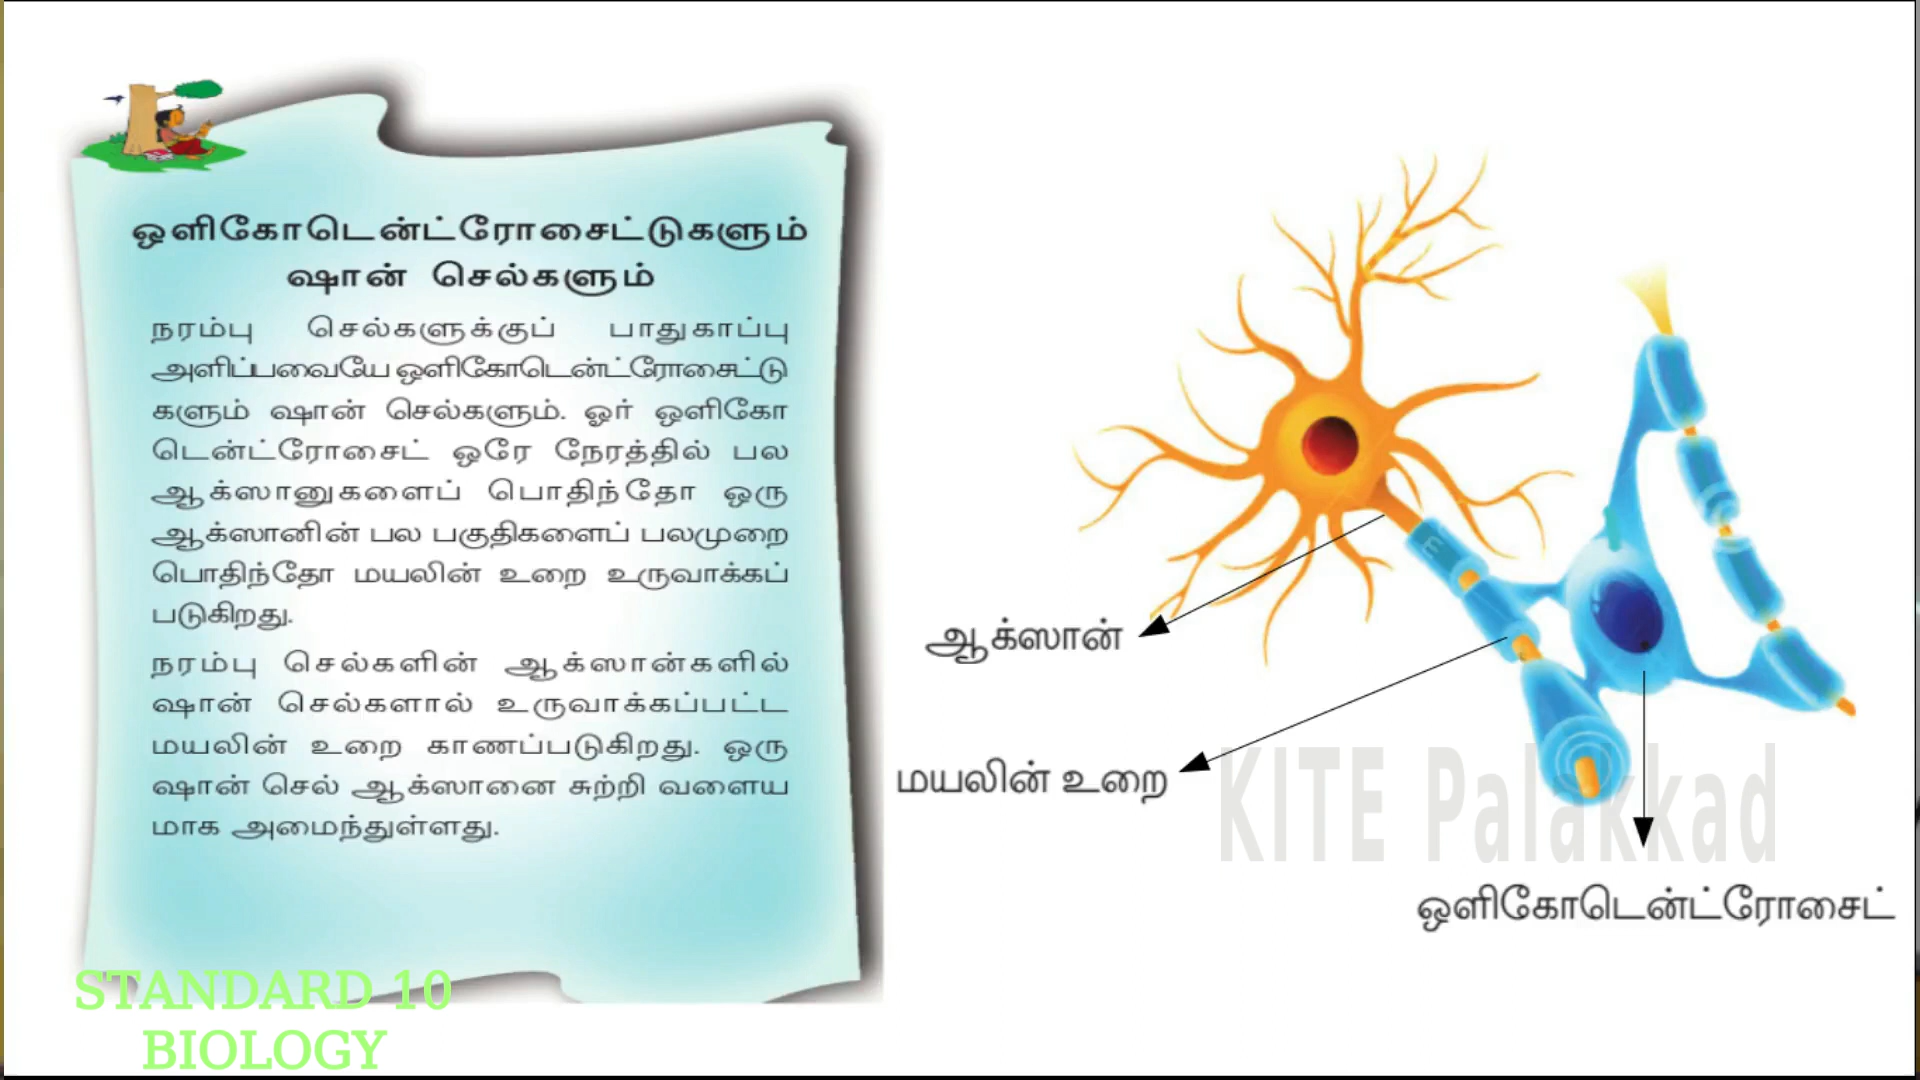 ஒளிகோடென்ட்ரோசைட்டுகளும்
ஷான் செல்களும்
நரம்பு செல்களுக்குப் பாதுகாப்பு
அளிப்பவையே ஒளிகோடென்ட்ரோசைட்டு
களும் ஷான் செல்களும். ஓர் ஒளிகோ
டென்ட்ரோசைட் ஒரே நேரத்தில் பல
ஆக்ஸானுகளைப் பொதிந்தோ ஒரு
ஆக்ஸானின் பல பகுதிகளைப் பலமுறை
பொதிந்தோ மயலின் உறை உருவாக்கப்
படுகிறது.
நரம்பு செல்களின் ஆக்ஸான்களில்
ஷான் செல்களால் உருவாக்கப்பட்ட
மயலின் உறை காணப்படுகிறது. ஒரு
ஷான் செல் ஆக்ஸானை சுற்றி வளைய
மாக அமைந்துள்ளது.
ஆக்ஸான்
மயலின் உறை
KITE Palakkad
ஒளிகோடென்ட்ரோசைட்
STANDARD 10
BIOLOGY